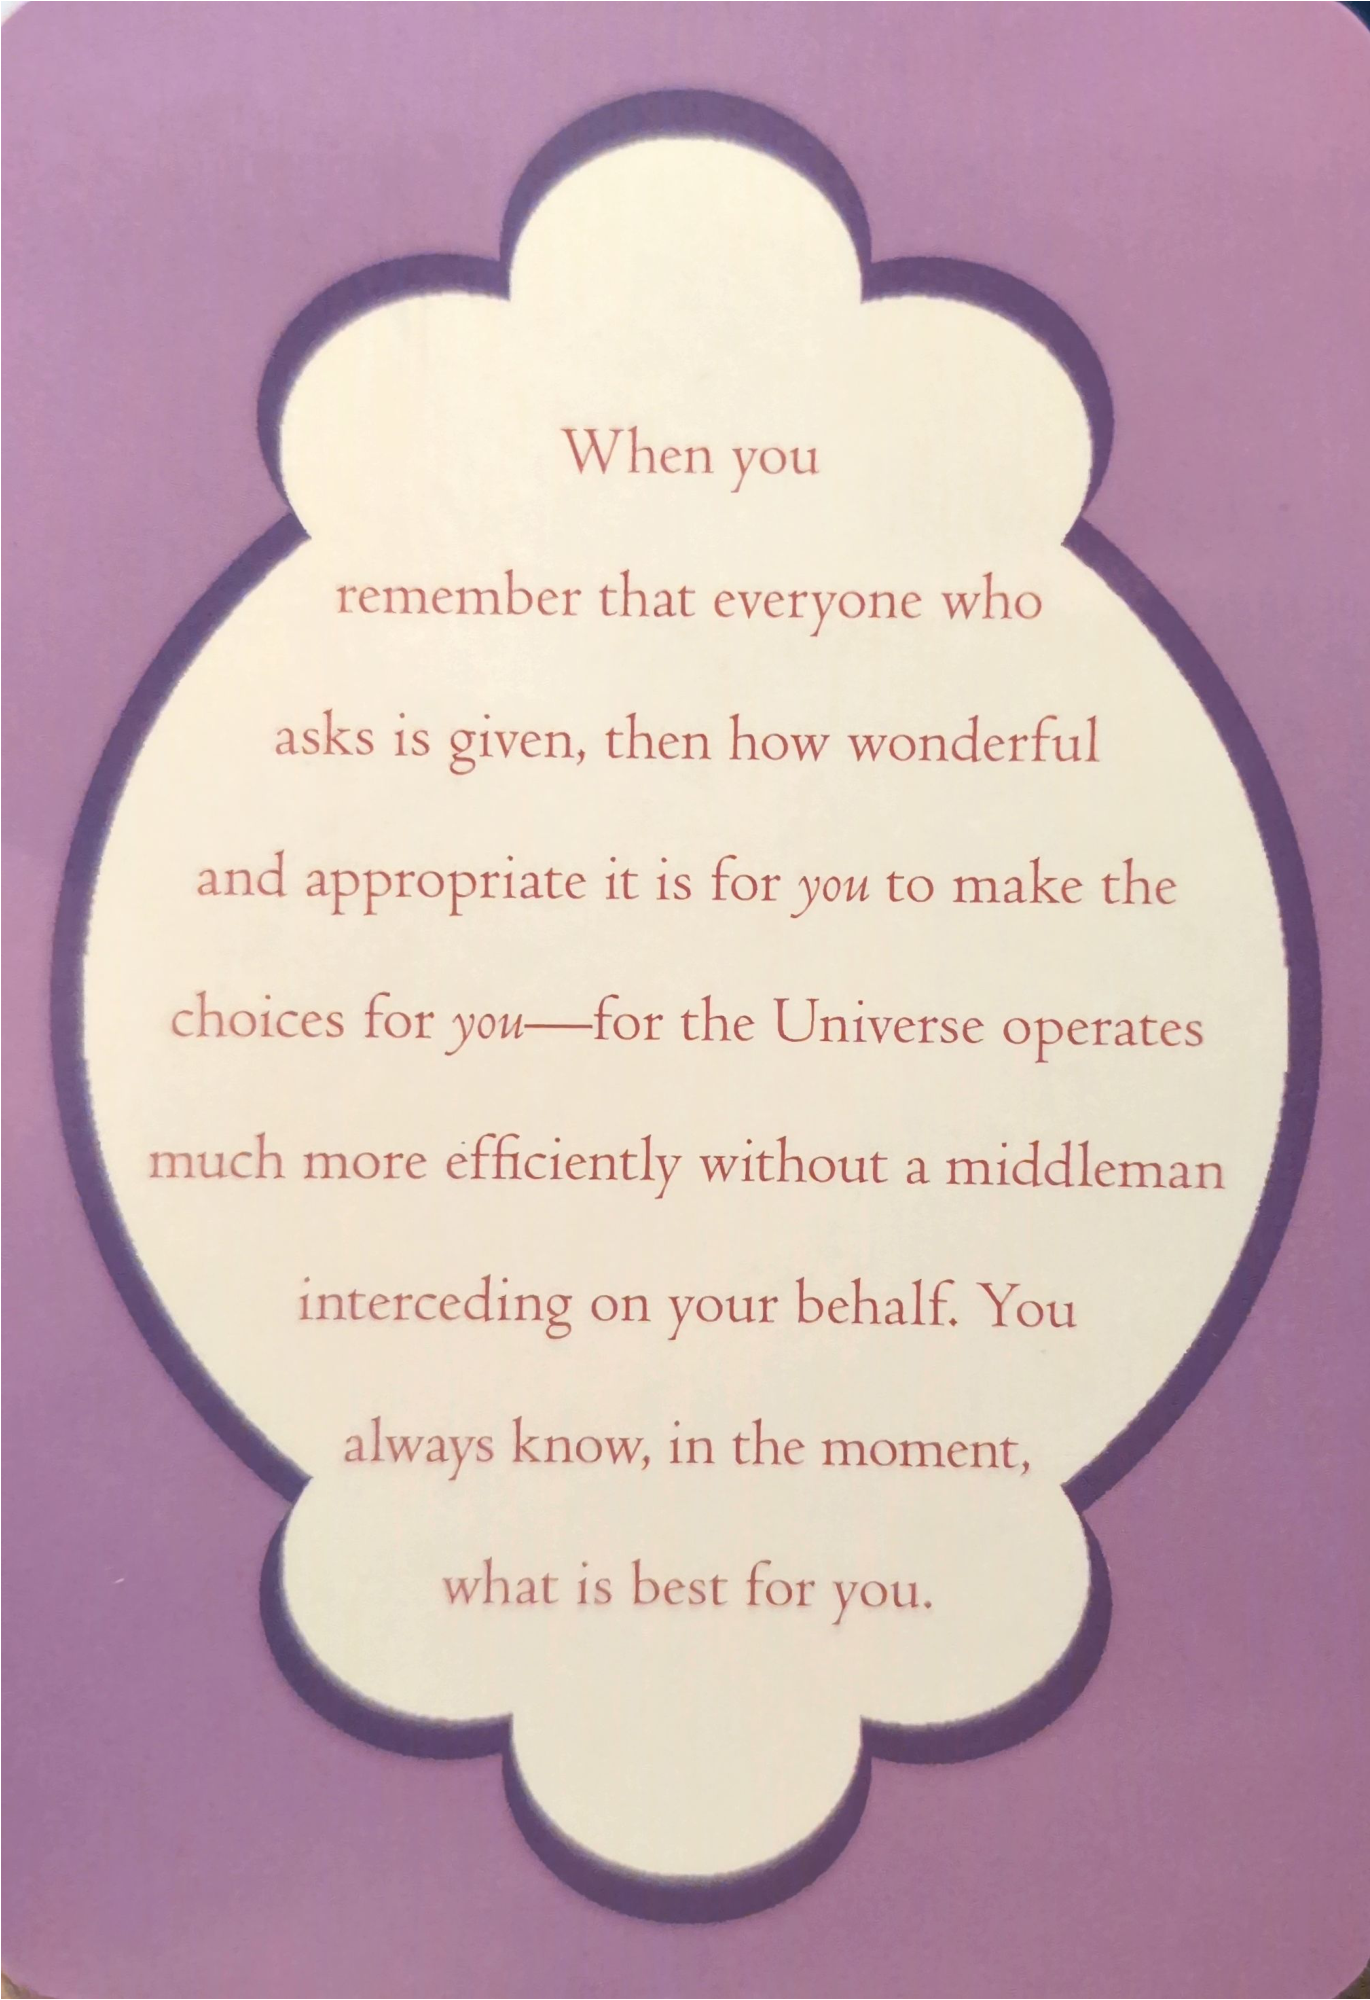 When you
remember that everyone who
asks is given, then how wonderful
and appropriate it is for you to make the
choices for you—for the Universe operates
much more efficiently without a middleman
interceding on your behalf. You
always know, in the moment,
what is best for you.